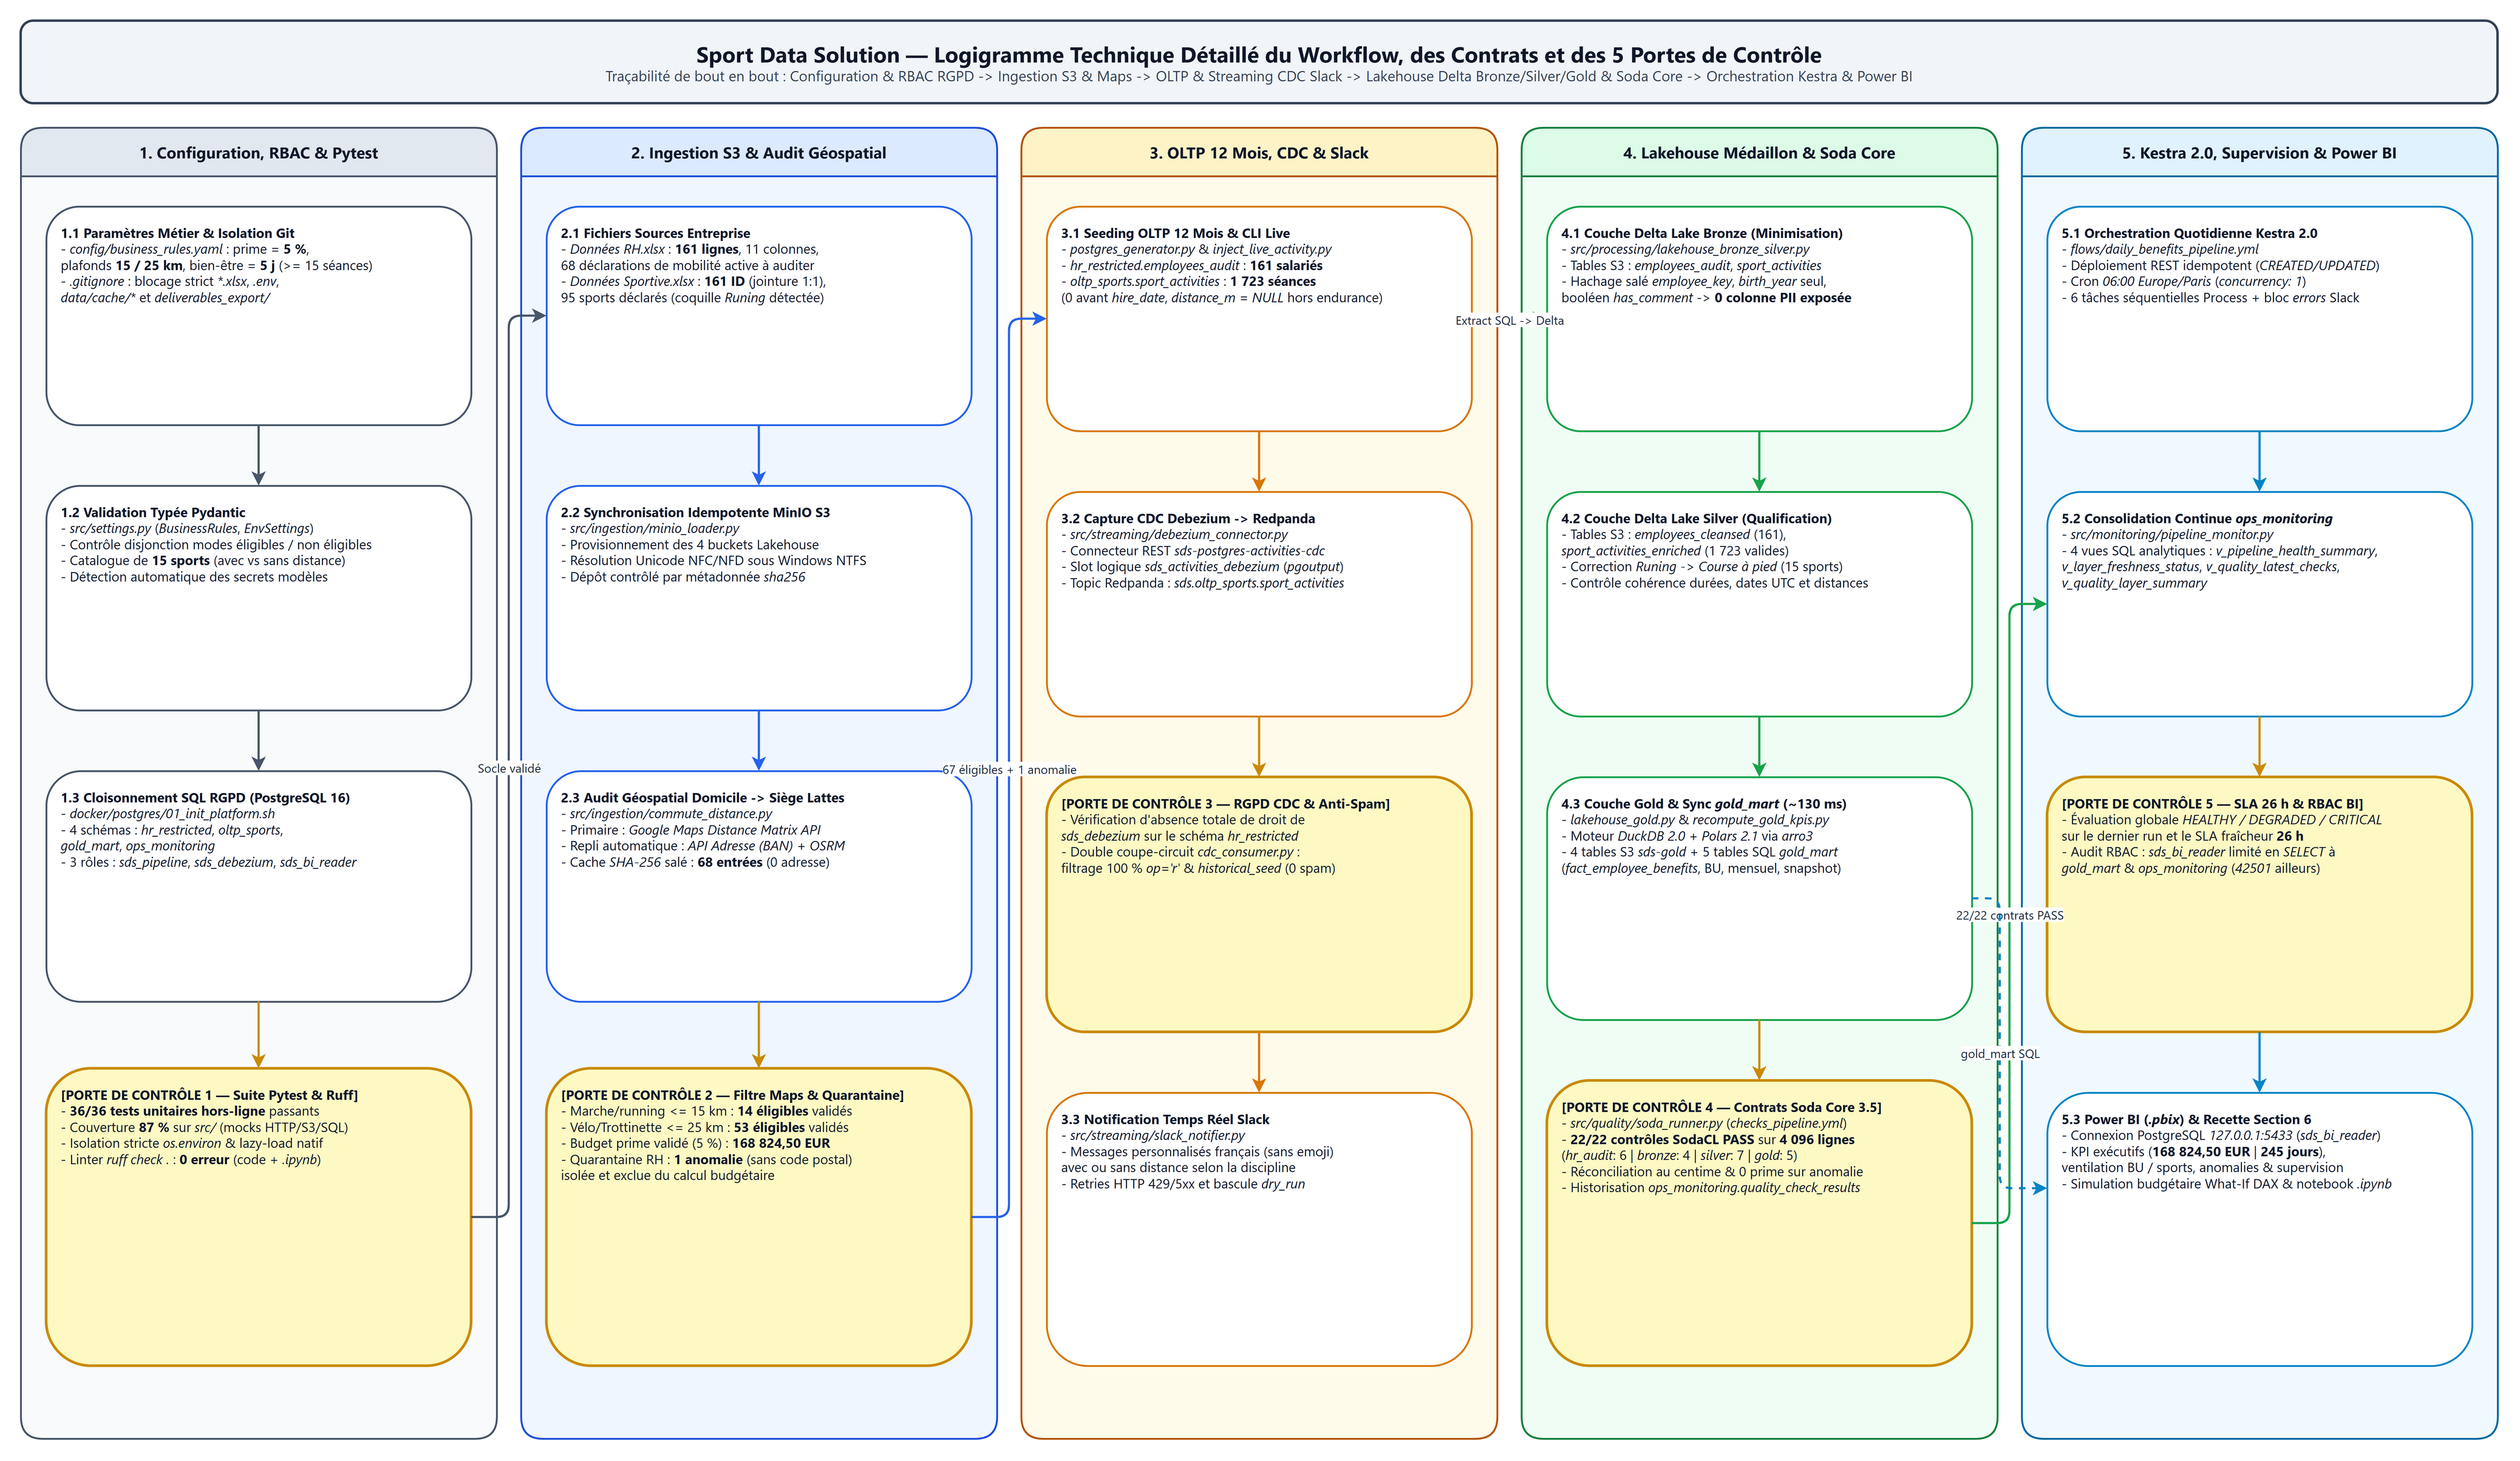 Sport Data Solution — Logigramme Technique Détaillé du Workflow, des Contrats et des 5 Portes de Contrôle
Traçabilité de bout en bout : Configuration & RBAC RGPD -> Ingestion S3 & Maps -> OLTP & Streaming CDC Slack -> Lakehouse Delta Bronze/Silver/Gold & Soda Core -> Orchestration Kestra & Power BI
1. Configuration, RBAC & Pytest
1.1 Paramètres Métier & Isolation Git
- config/business_rules.yaml : prime = 5 %,
plafonds 15 / 25 km, bien-être = 5 j (>= 15 séances)
- .gitignore : blocage strict *.xlsx, .env,
data/cache/* et deliverables_export/
1.2 Validation Typée Pydantic
- src/settings.py (BusinessRules, EnvSettings)
- Contrôle disjonction modes éligibles / non éligibles
- Catalogue de 15 sports (avec vs sans distance)
- Détection automatique des secrets modèles
1.3 Cloisonnement SQL RGPD (PostgreSQL 16)
- docker/postgres/01_init_platform.sh
- 4 schémas : hr_restricted, oltp_sports,
gold_mart, ops_monitoring
- 3 rôles : sds_pipeline, sds_debezium, sds_bi_reader
[PORTE DE CONTRÔLE 1 — Suite Pytest & Ruff]
- 36/36 tests unitaires hors-ligne passants
- Couverture 87 % sur src/ (mocks HTTP/S3/SQL)
- Isolation stricte os.environ & lazy-load natif
- Linter ruff check . : 0 erreur (code + .ipynb)
Socle validé
2. Ingestion S3 & Audit Géospatial
2.1 Fichiers Sources Entreprise
- Données RH.xlsx : 161 lignes, 11 colonnes,
68 déclarations de mobilité active à auditer
- Données Sportive.xlsx : 161 ID (jointure 1:1),
95 sports déclarés (coquille Runing détectée)
2.2 Synchronisation Idempotente MinIO S3
- src/ingestion/minio_loader.py
- Provisionnement des 4 buckets Lakehouse
- Résolution Unicode NFC/NFD sous Windows NTFS
- Dépôt contrôlé par métadonnée sha256
2.3 Audit Géospatial Domicile -> Siège Lattes
- src/ingestion/commute_distance.py
- Primaire : Google Maps Distance Matrix API
- Repli automatique : API Adresse (BAN) + OSRM
- Cache SHA-256 salé : 68 entrées (0 adresse)
[PORTE DE CONTRÔLE 2 — Filtre Maps & Quarantaine]
- Marche/running <= 15 km : 14 éligibles validés
- Vélo/Trottinette <= 25 km : 53 éligibles validés
- Budget prime validé (5 %) : 168 824,50 EUR
- Quarantaine RH : 1 anomalie (sans code postal)
isolée et exclue du calcul budgétaire
67 éligibles + 1 anomalie
3. OLTP 12 Mois, CDC & Slack
3.1 Seeding OLTP 12 Mois & CLI Live
- postgres_generator.py & inject_live_activity.py
- hr_restricted.employees_audit : 161 salariés
- oltp_sports.sport_activities : 1 723 séances
(0 avant hire_date, distance_m = NULL hors endurance)
3.2 Capture CDC Debezium -> Redpanda
- src/streaming/debezium_connector.py
- Connecteur REST sds-postgres-activities-cdc
- Slot logique sds_activities_debezium (pgoutput)
- Topic Redpanda : sds.oltp_sports.sport_activities
[PORTE DE CONTRÔLE 3 — RGPD CDC & Anti-Spam]
- Vérification d'absence totale de droit de
sds_debezium sur le schéma hr_restricted
- Double coupe-circuit cdc_consumer.py :
filtrage 100 % op='r' & historical_seed (0 spam)
3.3 Notification Temps Réel Slack
- src/streaming/slack_notifier.py
- Messages personnalisés français (sans emoji)
avec ou sans distance selon la discipline
- Retries HTTP 429/5xx et bascule dry_run
Extract SQL -> Delta
4. Lakehouse Médaillon & Soda Core
4.1 Couche Delta Lake Bronze (Minimisation)
- src/processing/lakehouse_bronze_silver.py
- Tables S3 : employees_audit, sport_activities
- Hachage salé employee_key, birth_year seul,
booléen has_comment -> 0 colonne PII exposée
4.2 Couche Delta Lake Silver (Qualification)
- Tables S3 : employees_cleansed (161),
sport_activities_enriched (1 723 valides)
- Correction Runing -> Course à pied (15 sports)
- Contrôle cohérence durées, dates UTC et distances
4.3 Couche Gold & Sync gold_mart (~130 ms)
- lakehouse_gold.py & recompute_gold_kpis.py
- Moteur DuckDB 2.0 + Polars 2.1 via arro3
- 4 tables S3 sds-gold + 5 tables SQL gold_mart
(fact_employee_benefits, BU, mensuel, snapshot)
[PORTE DE CONTRÔLE 4 — Contrats Soda Core 3.5]
- src/quality/soda_runner.py (checks_pipeline.yml)
- 22/22 contrôles SodaCL PASS sur 4 096 lignes
(hr_audit: 6 | bronze: 4 | silver: 7 | gold: 5)
- Réconciliation au centime & 0 prime sur anomalie
- Historisation ops_monitoring.quality_check_results
22/22 contrats PASS
gold_mart SQL
5. Kestra 2.0, Supervision & Power BI
5.1 Orchestration Quotidienne Kestra 2.0
- flows/daily_benefits_pipeline.yml
- Déploiement REST idempotent (CREATED/UPDATED)
- Cron 06:00 Europe/Paris (concurrency: 1)
- 6 tâches séquentielles Process + bloc errors Slack
5.2 Consolidation Continue ops_monitoring
- src/monitoring/pipeline_monitor.py
- 4 vues SQL analytiques : v_pipeline_health_summary,
v_layer_freshness_status, v_quality_latest_checks,
v_quality_layer_summary
[PORTE DE CONTRÔLE 5 — SLA 26 h & RBAC BI]
- Évaluation globale HEALTHY / DEGRADED / CRITICAL
sur le dernier run et le SLA fraîcheur 26 h
- Audit RBAC : sds_bi_reader limité en SELECT à
gold_mart & ops_monitoring (42501 ailleurs)
5.3 Power BI (.pbix) & Recette Section 6
- Connexion PostgreSQL 127.0.0.1:5433 (sds_bi_reader)
- KPI exécutifs (168 824,50 EUR | 245 jours),
ventilation BU / sports, anomalies & supervision
- Simulation budgétaire What-If DAX & notebook .ipynb